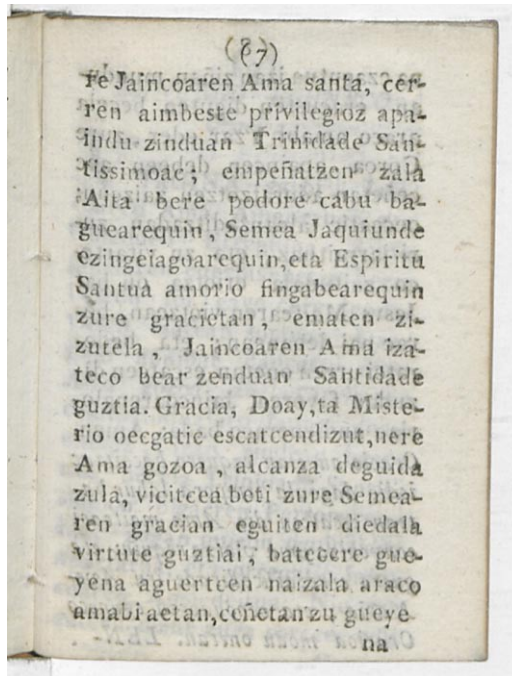 (87)
re Jaincoaren Ama santa, cer-
ren aimbeste privilegioz apa-
indu zinduan Trinidade San-
tissimoac; empeñatzen zala
Aita bere podore cabu ba-
guearequin, Semea Jaquiunde
ezingeiagoarequin, eta Espiritu
Santua amorio fingabearequin
zure gracietan, ematen zi-
zutela, Jaincoaren Ama iza-
teco bear zenduan Santidade
guztia. Gracia, Doay, ta Miste-
rio oecgatic escatcendizut, nere
Ama gozoa, alcanza deguida
zula, vicitcea beti zure Semea-
ren gracian eguiten diedala
virtute guztiai, batecere gue-
yena aguertcen naizala araco
amabi aetan, ceñetan zu gueye
na